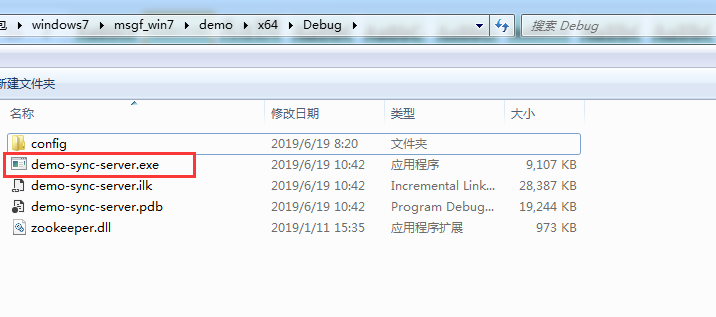 包 windows7 msgf_win7 demo x64 Debug 搜索 Debug
新建文件夹
名称 修改日期 类型 大小
config 2019/6/19 8:20 文件夹
demo-sync-server.exe 2019/6/19 10:42 应用程序 9,107 KB
demo-sync-server.ilk 2019/6/19 10:42 Incremental Link... 28,387 KB
demo-sync-server.pdb 2019/6/19 10:42 Program Debug... 19,244 KB
zookeeper.dll 2019/1/11 15:35 应用程序扩展 973 KB